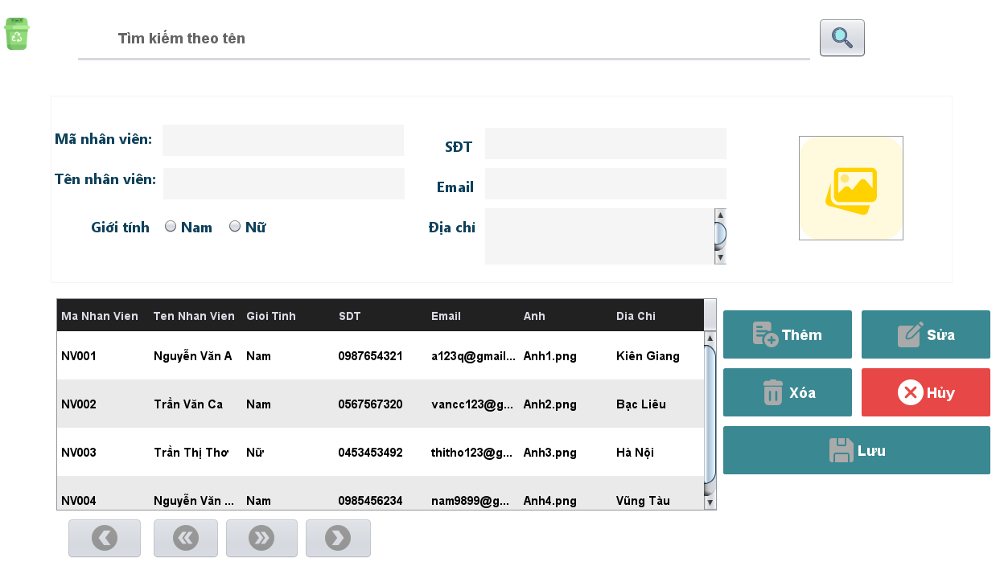 Tìm kiếm theo tên
Mã nhân viên:
SĐT
Tên nhân viên:
Email
Giới tính Nam Nữ
Địa chỉ
Ma Nhan Vien Ten Nhan Vien Gioi Tinh SDT Email Anh Dia Chi
NV001 Nguyễn Văn A Nam 0987654321 a123q@gmail... Anh1.png Kiên Giang
NV002 Trần Văn Ca Nam 0567567320 vancc123@g... Anh2.png Bạc Liêu
NV003 Trần Thị Thơ Nữ 0453453492 thitho123@g... Anh3.png Hà Nội
NV004 Nguyễn Văn ... Nam 0985456234 nam9899@g... Anh4.png Vũng Tàu
Thêm Sửa
Xóa Hủy
Lưu